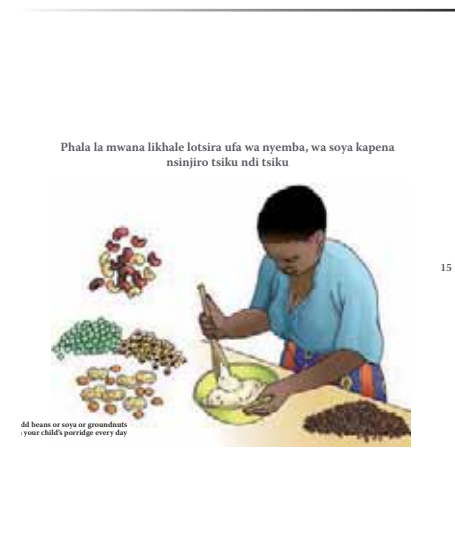 Phala la mwana likhale lotsira ufa wa nyemba, wa soya kapena
nsinjiro tsiku ndi tsiku
15
dd beans or soya or groundnuts
your child's porridge every day